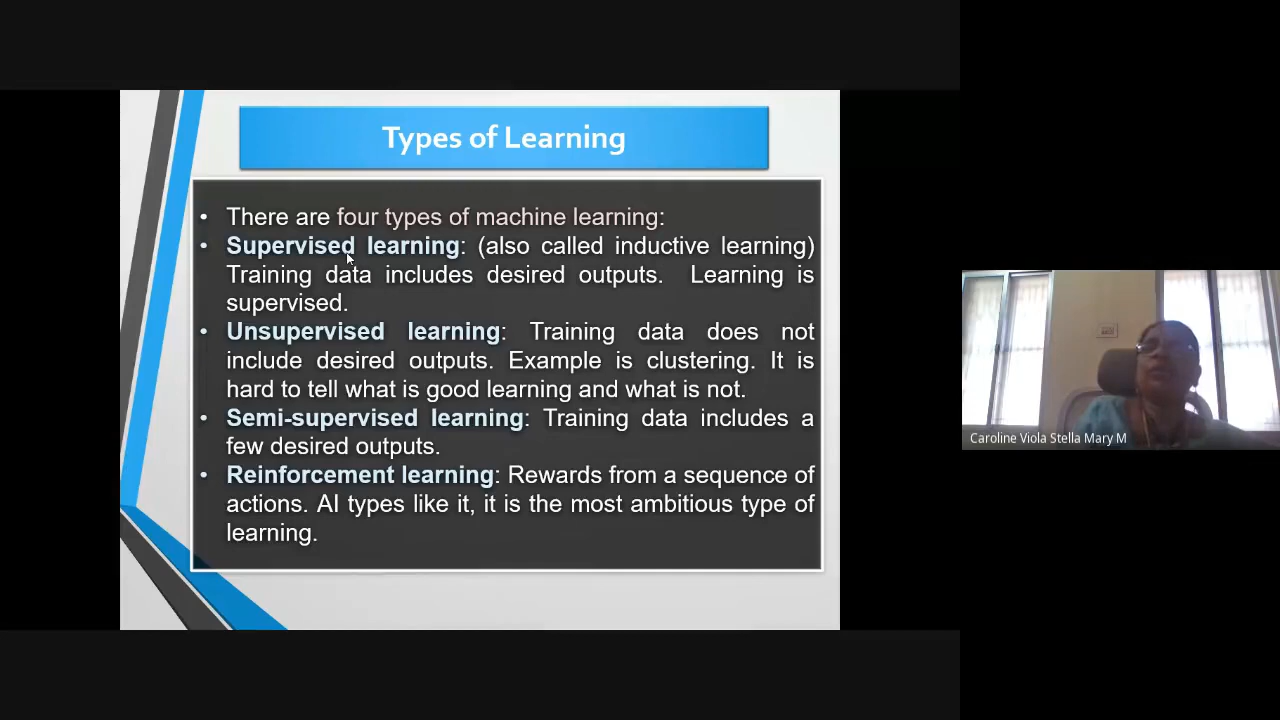 Types of Learning
• There are four types of machine learning:
• Supervised learning: (also called inductive learning)
Training data includes desired outputs. Learning is
supervised.
• Unsupervised learning: Training data does not
include desired outputs. Example is clustering. It is
hard to tell what is good learning and what is not.
• Semi-supervised learning: Training data includes a
few desired outputs.
• Reinforcement learning: Rewards from a sequence of
actions. AI types like it, it is the most ambitious type of
learning.
Caroline Viola Stella Mary M